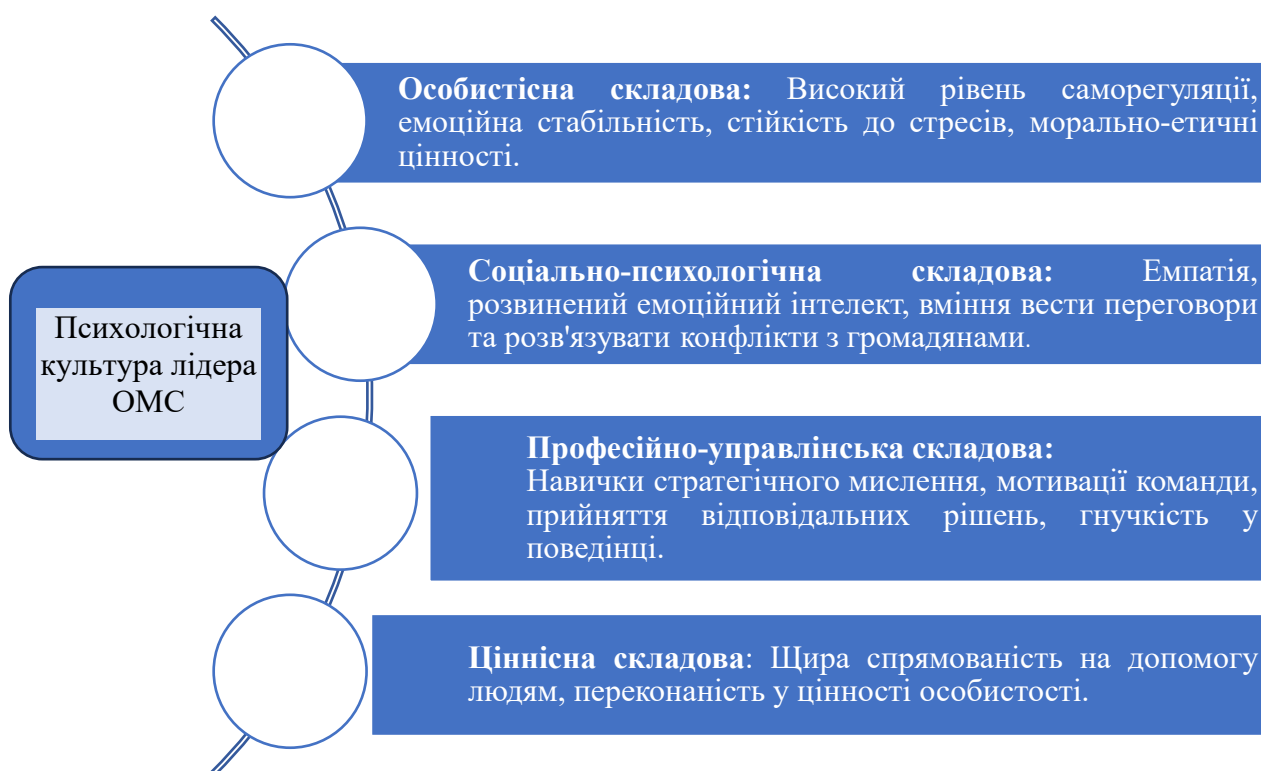 Особистісна складова: Високий рівень саморегуляції,
емоційна стабільність, стійкість до стресів, морально-етичні
цінності.
Соціально-психологічна складова: Емпатія,
розвинений емоційний інтелект, вміння вести переговори
та розв'язувати конфлікти з громадянами.
Психологічна
культура лідера
ОМС
Професійно-управлінська складова:
Навички стратегічного мислення, мотивації команди,
прийняття відповідальних рішень, гнучкість у
поведінці.
Ціннісна складова: Щира спрямованість на допомогу
людям, переконаність у цінності особистості.